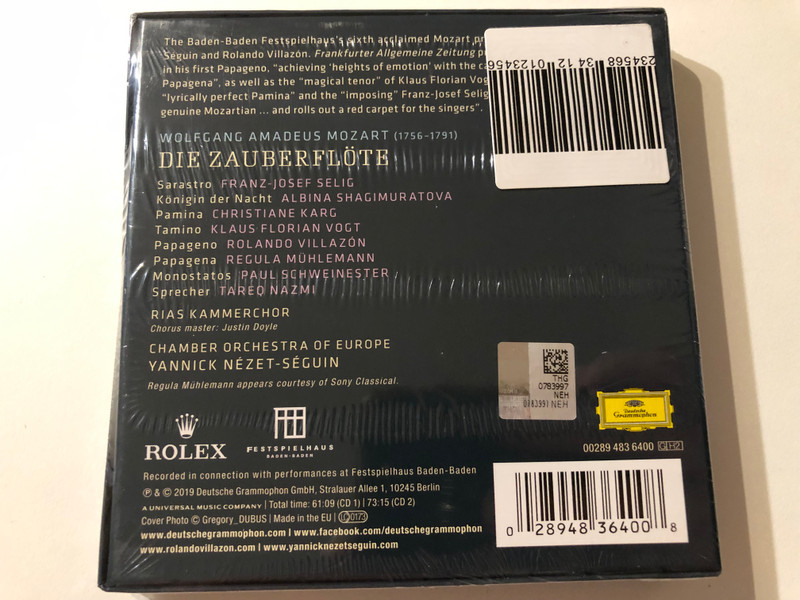 The Baden-Baden Festspielhaus's sixth acclaimed Mozart
Séguin and Rolando Villazón. Frankfurter Allgemeine Zeitung
in his first Papageno, "achieving 'heights of emotion' with the
Papagena", as well as the "magical tenor" of Klaus Florian
"lyrically perfect Pamina" and the "imposing" Franz-Josef Selig
genuine Mozartian ... and rolls out a red carpet for the singers".
234568 34 12 0123456
WOLFGANG AMADEUS MOZART (1756–1791)
DIE ZAUBERFLÖTE
Sarastro FRANZ-JOSEF SELIG
Königin der Nacht ALBINA SHAGIMURATOVA
Pamina CHRISTIANE KARG
Tamino KLAUS FLORIAN VOGT
Papageno ROLANDO VILLAZÓN
Papagena REGULA MÜHLEMANN
Monostatos PAUL SCHWEINESTER
Sprecher TAREQ NAZMI
RIAS KAMMERCHOR
Chorus master: Justin Doyle
CHAMBER ORCHESTRA OF EUROPE
YANNICK NÉZET-SÉGUIN
Regula Mühlemann appears courtesy of Sony Classical.
THG
0783997
NEH
0783991 NEH
Deutsche
Grammophon
ROLEX
FESTSPIELHAUS
BADEN-BADEN
00289 483 6400 GH2
Recorded in connection with performances at Festspielhaus Baden-Baden
℗ & © 2019 Deutsche Grammophon GmbH, Stralauer Allee 1, 10245 Berlin
A UNIVERSAL MUSIC COMPANY | Total time: 61:09 (CD 1) | 73:15 (CD 2)
Cover Photo © Gregory_DUBUS | Made in the EU | LC0173
www.deutschegrammophon.com | www.facebook.com/deutschegrammophon
www.rolandovillazon.com | www.yannicknezetseguin.com
0 28948 36400 8